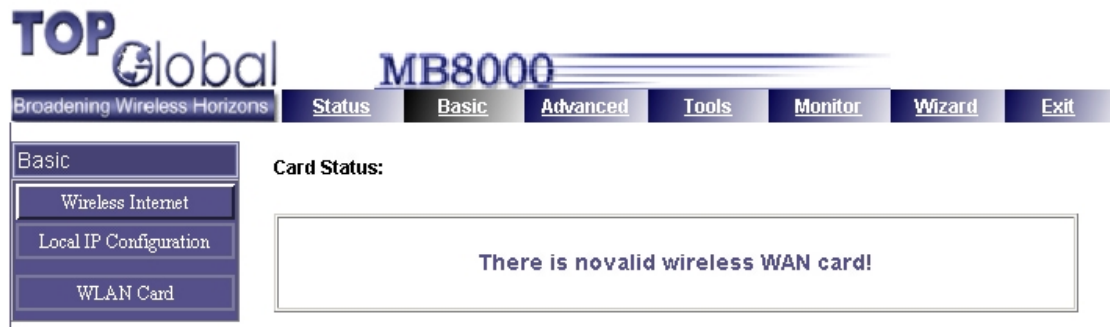 TOP Global
MB8000
Broadening Wireless Horizons
Status Basic Advanced Tools Monitor Wizard Exit
Basic
Wireless Internet
Local IP Configuration
WLAN Card
Card Status:
There is novalid wireless WAN card!